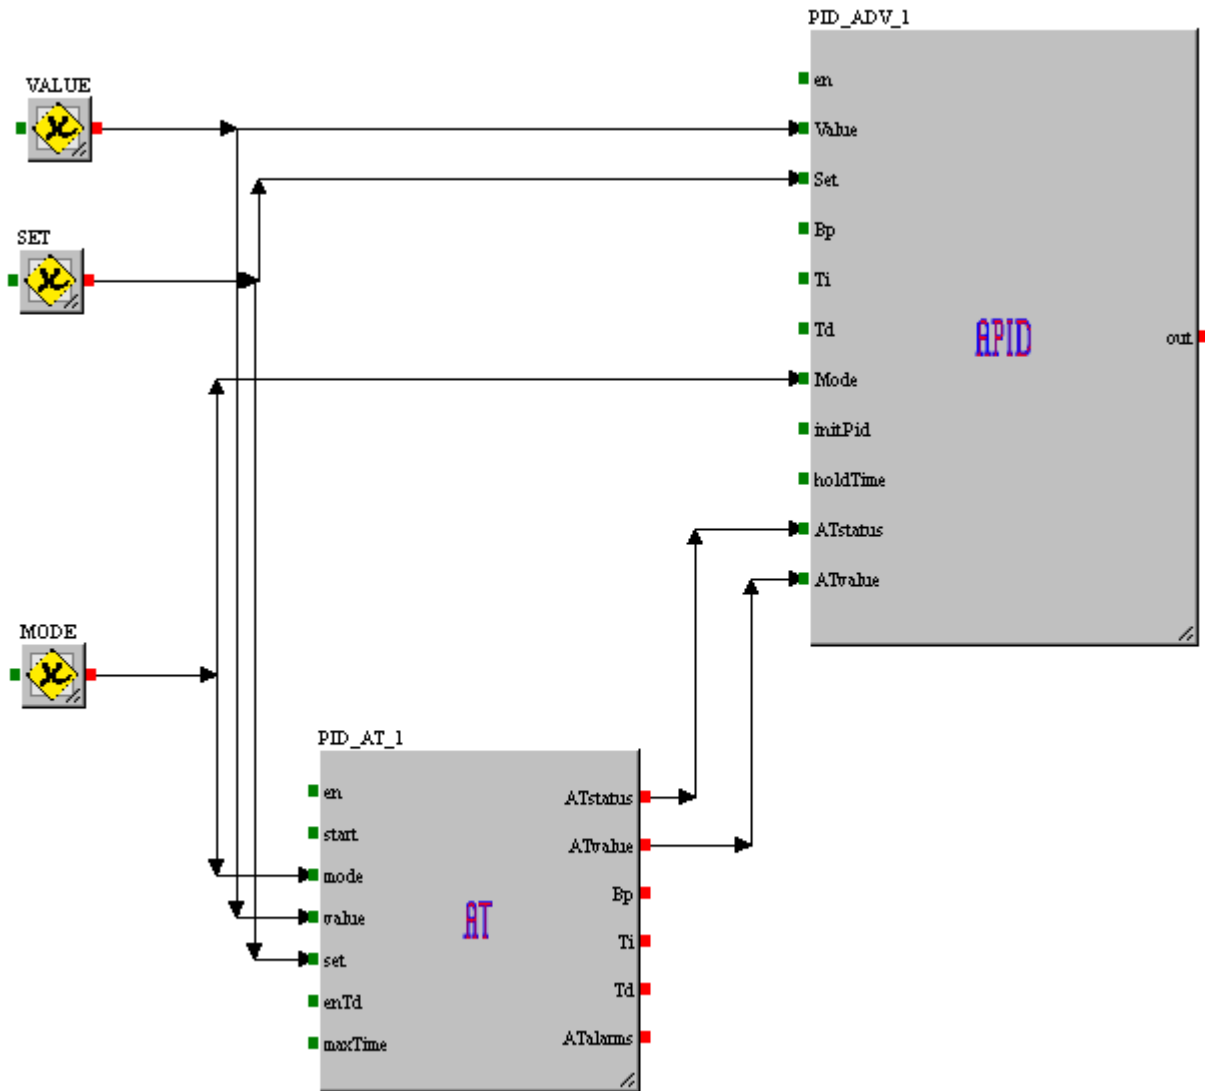 PID_ADV_1
en
VALUE
Value
Set
SET
Bp
Ti
Td
APID
out
Mode
initPid
holdTime
ATstatus
ATvalue
MODE
PID_AT_1
en
ATstatus
start
ATvalue
mode
Bp
value
AT
Ti
set
Td
enTd
ATalarms
maxTime